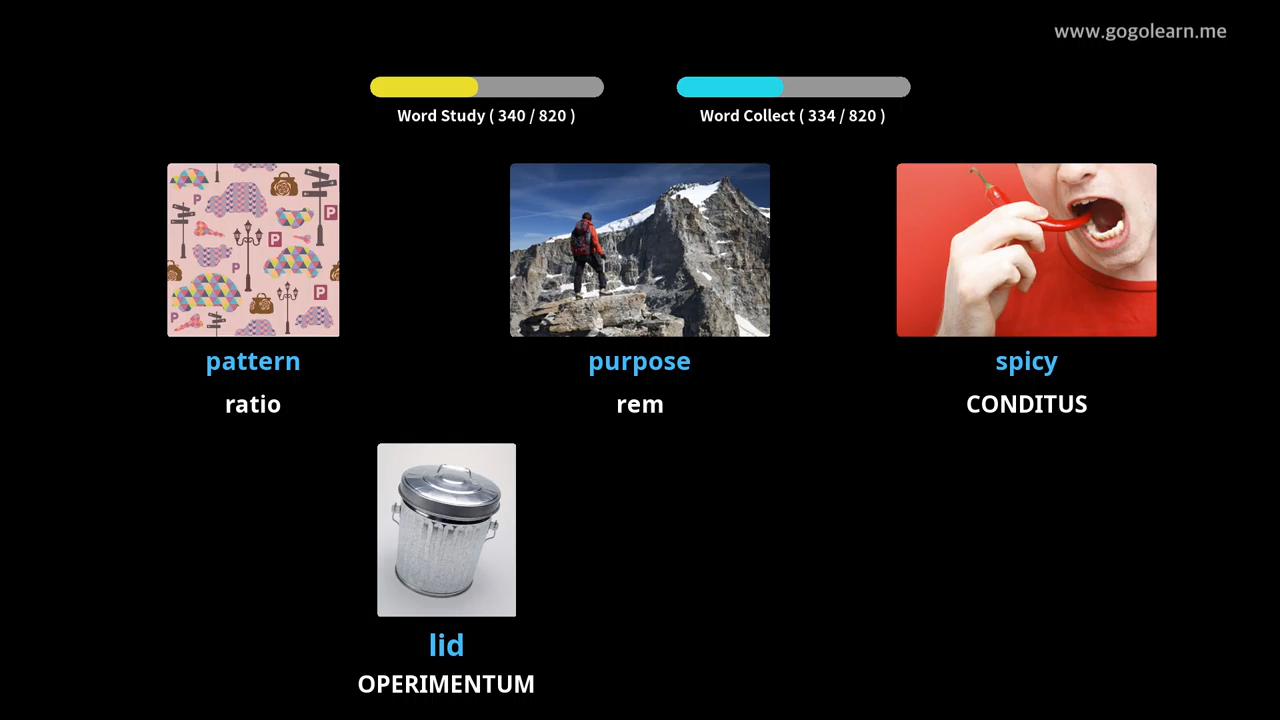 www.gogolearn.me
Word Study ( 340 / 820 )
Word Collect ( 334 / 820 )
P
P
P
P
P
P
pattern
purpose
spicy
ratio
rem
CONDITUS
lid
OPERIMENTUM